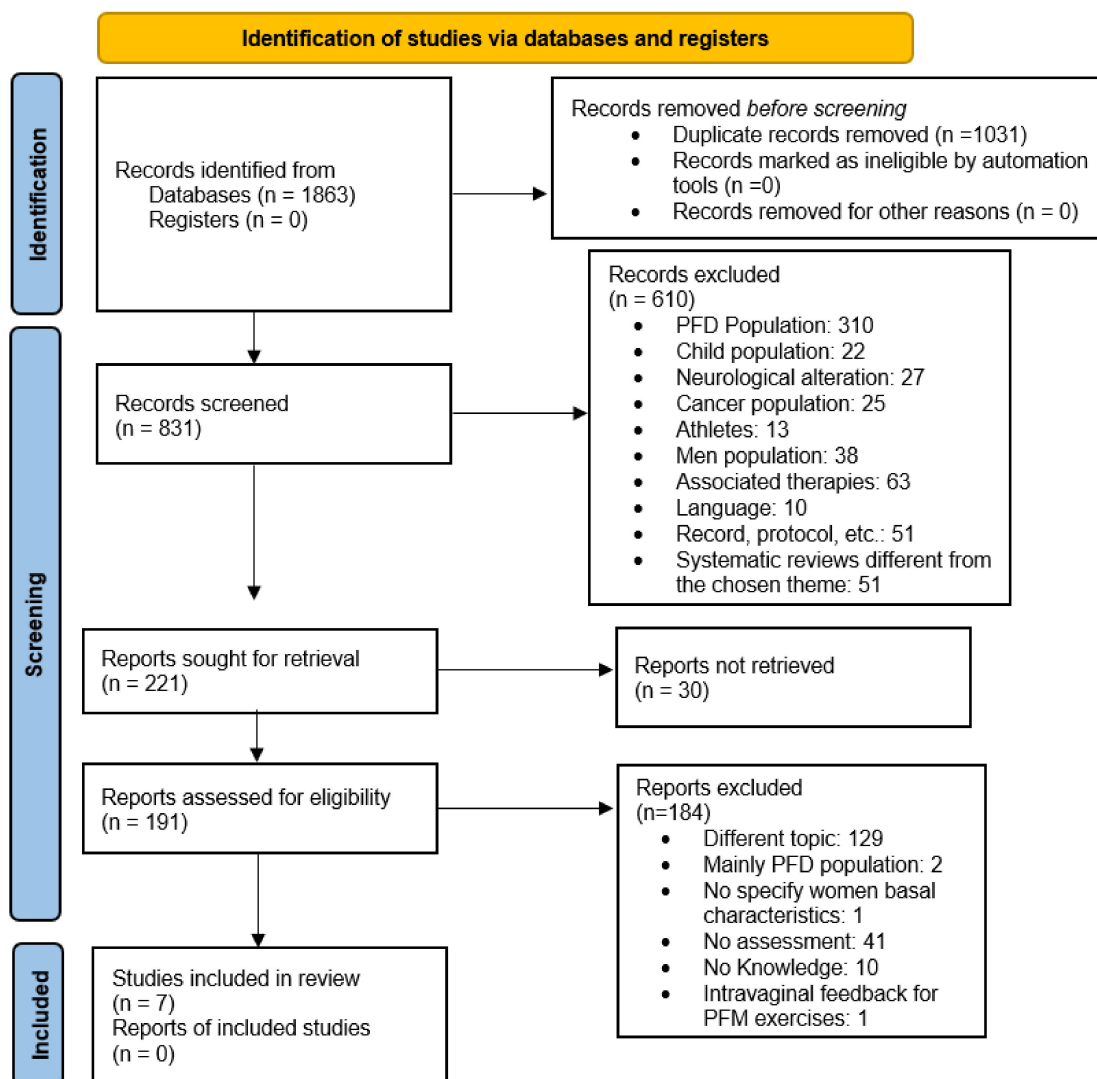 Identification of studies via databases and registers
Identification
Records identified from
Databases (n = 1863)
Registers (n = 0)
Records removed before screening
• Duplicate records removed (n =1031)
• Records marked as ineligible by automation
tools (n =0)
• Records removed for other reasons (n = 0)
Screening
Records screened
(n = 831)
Records excluded
(n = 610)
• PFD Population: 310
• Child population: 22
• Neurological alteration: 27
• Cancer population: 25
• Athletes: 13
• Men population: 38
• Associated therapies: 63
• Language: 10
• Record, protocol, etc.: 51
• Systematic reviews different from
the chosen theme: 51
Reports sought for retrieval
(n = 221)
Reports not retrieved
(n = 30)
Reports assessed for eligibility
(n = 191)
Reports excluded
(n=184)
• Different topic: 129
• Mainly PFD population: 2
• No specify women basal
characteristics: 1
• No assessment: 41
• No Knowledge: 10
• Intravaginal feedback for
PFM exercises: 1
Included
Studies included in review
(n = 7)
Reports of included studies
(n = 0)